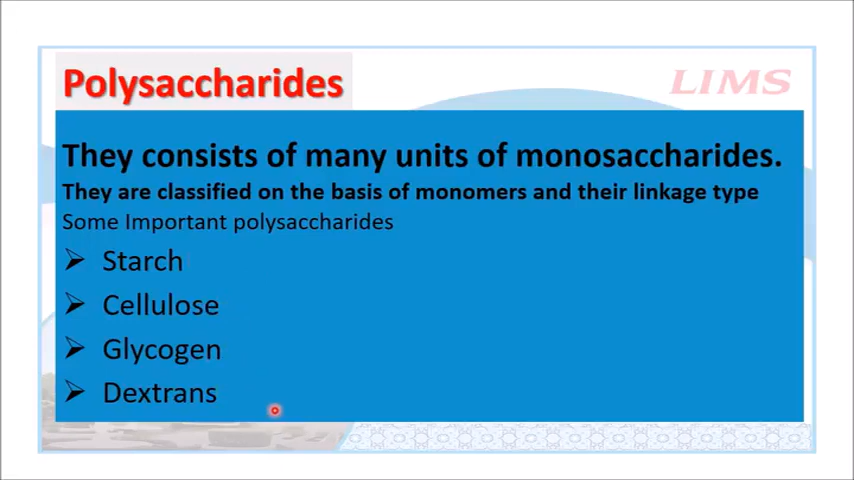 Polysaccharides
LIMS
They consists of many units of monosaccharides.
They are classified on the basis of monomers and their linkage type
Some Important polysaccharides
Starch
Cellulose
Glycogen
Dextrans